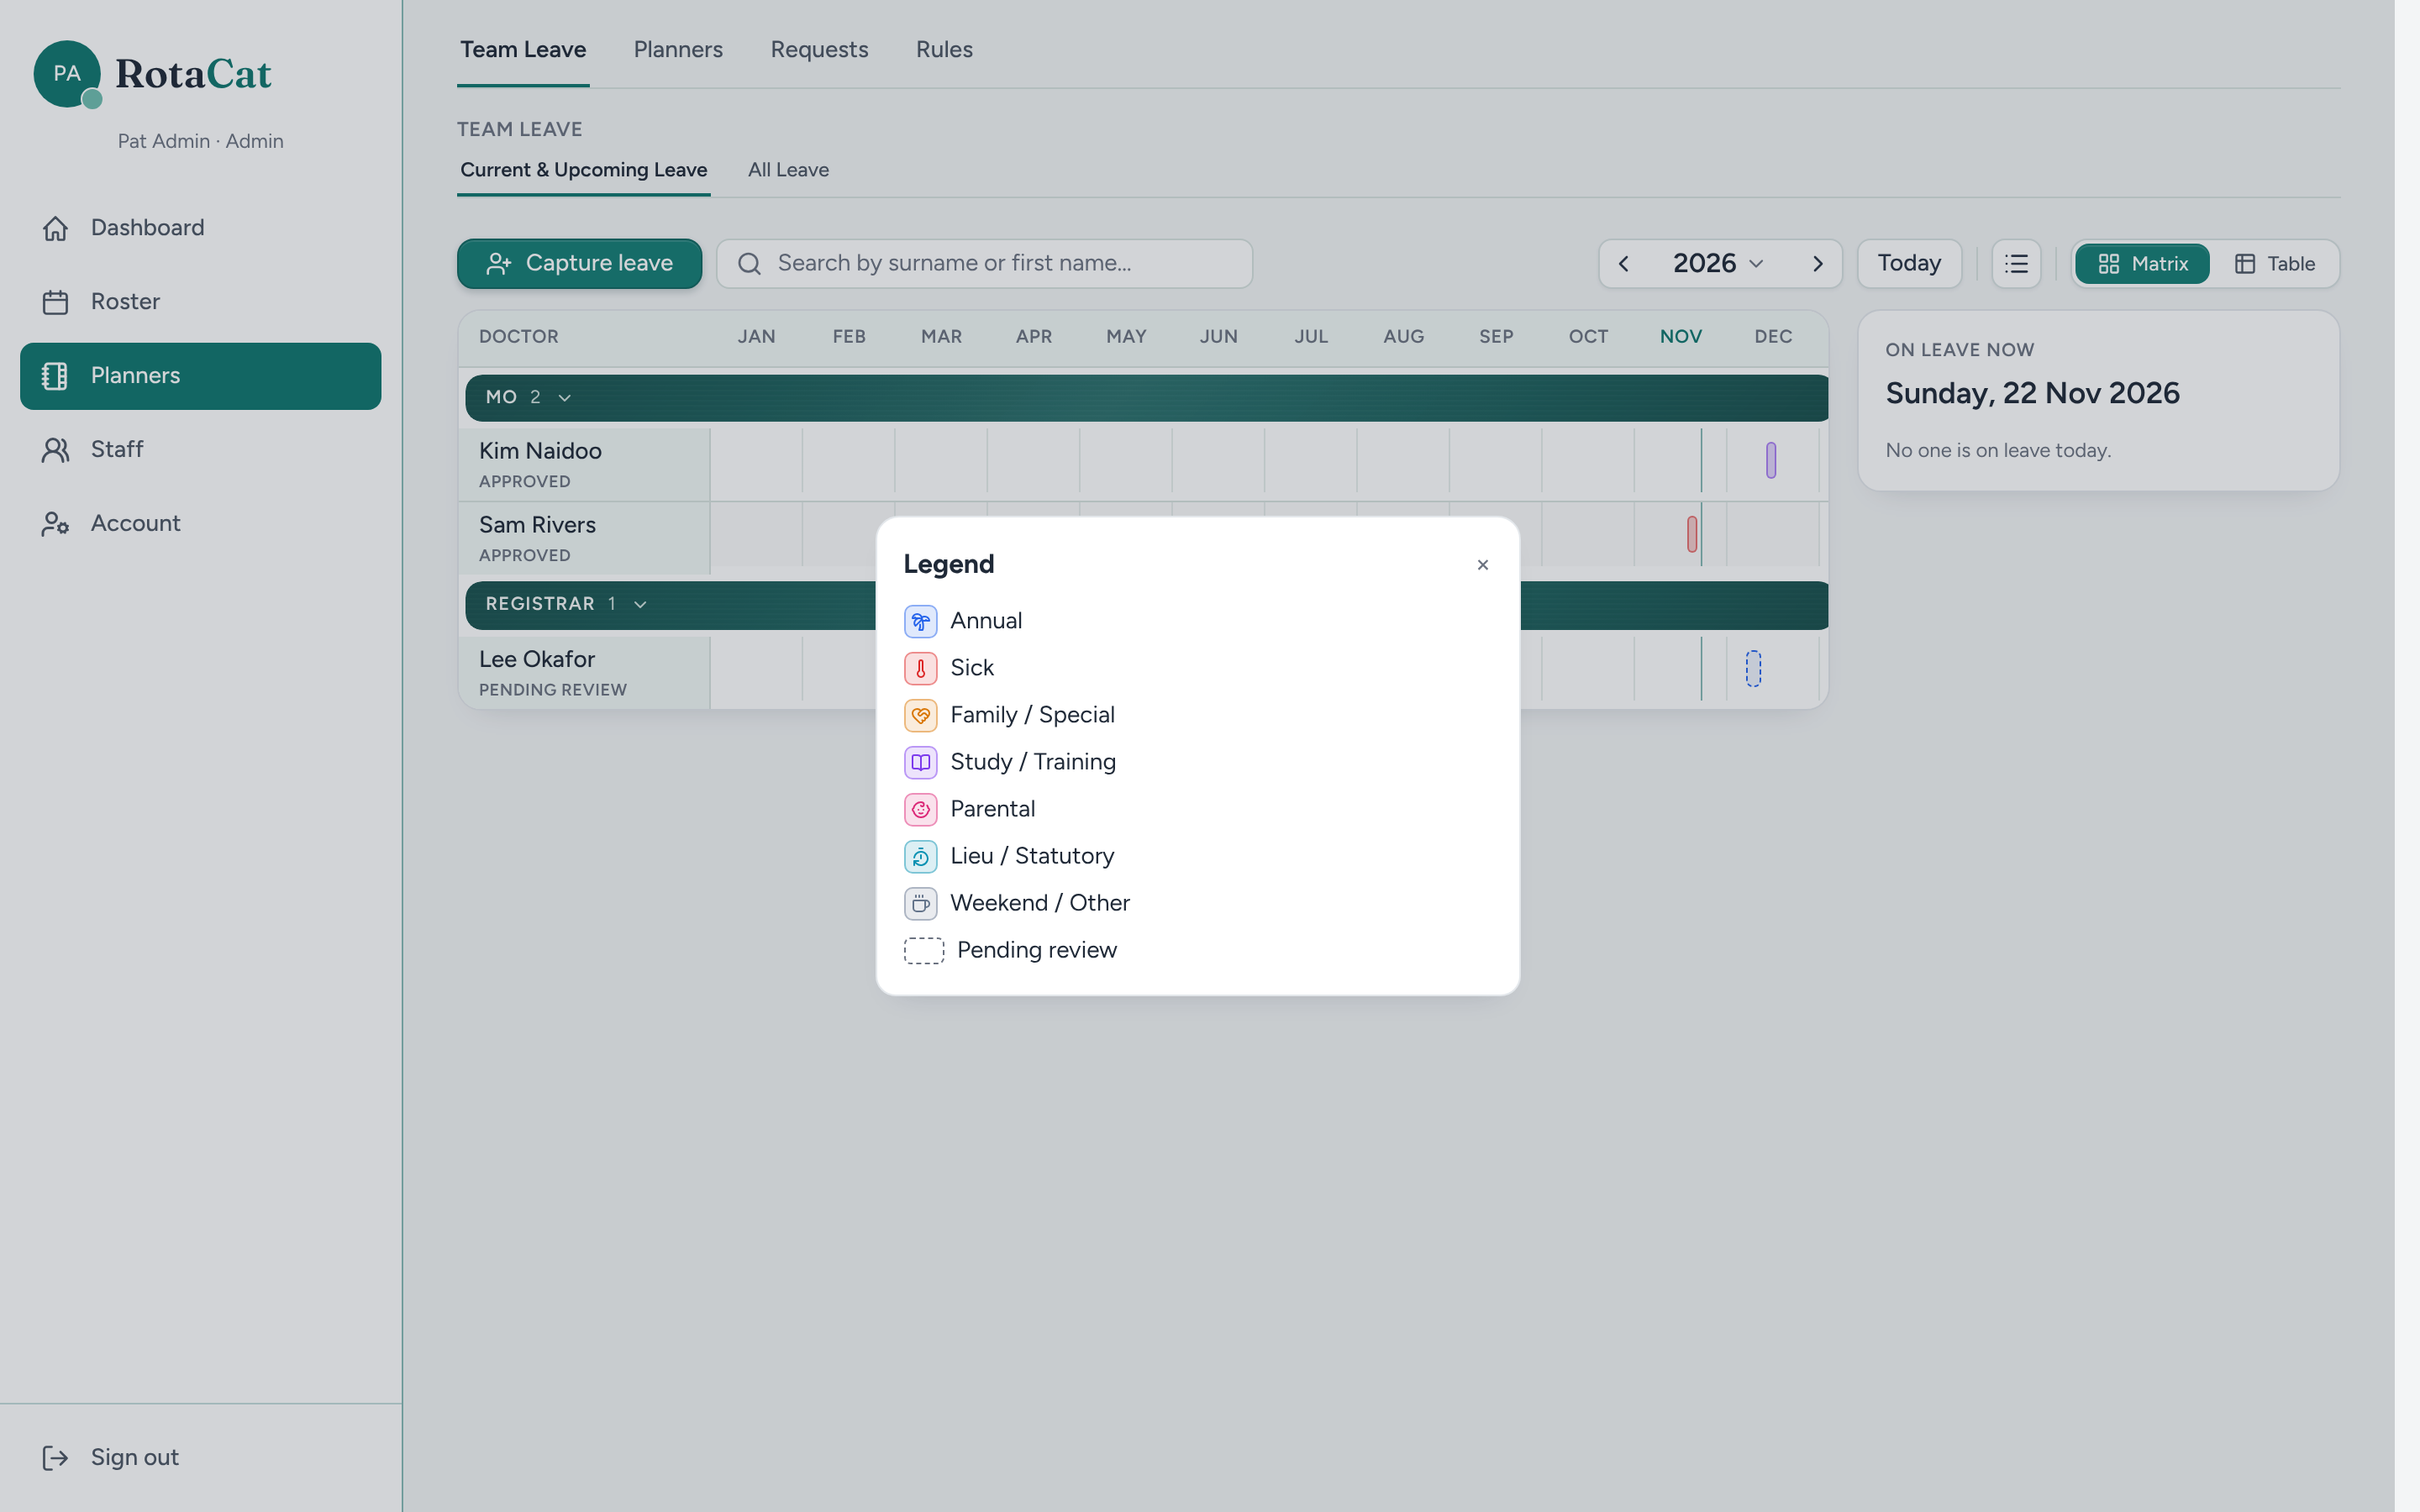 PA
RotaCat
Pat Admin · Admin
Dashboard
Roster
Planners
Staff
Account
Sign out
Team Leave Planners Requests Rules
TEAM LEAVE
Current & Upcoming Leave All Leave
Capture leave Search by surname or first name... 2026 Today Matrix Table
DOCTOR JAN FEB MAR APR MAY JUN JUL AUG SEP OCT NOV DEC
MO 2
Kim Naidoo
APPROVED
Sam Rivers
APPROVED
REGISTRAR 1
Lee Okafor
PENDING REVIEW
ON LEAVE NOW
Sunday, 22 Nov 2026
No one is on leave today.
Legend
Annual
Sick
Family / Special
Study / Training
Parental
Lieu / Statutory
Weekend / Other
Pending review